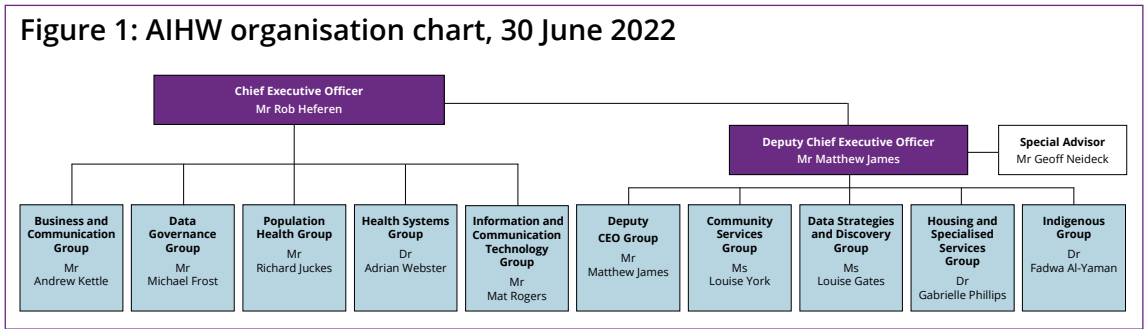 Figure 1: AIHW organisation chart, 30 June 2022
Chief Executive Officer
Mr Rob Heferen
Deputy Chief Executive Officer
Mr Matthew James
Special Advisor
Mr Geoff Neideck
Business and
Communication
Group
Mr
Andrew Kettle
Data
Governance
Group
Mr
Michael Frost
Population
Health Group
Mr
Richard Juckes
Health Systems
Group
Dr
Adrian Webster
Information and
Communication
Technology
Group
Mr
Mat Rogers
Deputy
CEO Group
Mr
Matthew James
Community
Services
Group
Ms
Louise York
Data Strategies
and Discovery
Group
Ms
Louise Gates
Housing and
Specialised
Services
Group
Dr
Gabrielle Phillips
Indigenous
Group
Dr
Fadwa Al-Yaman